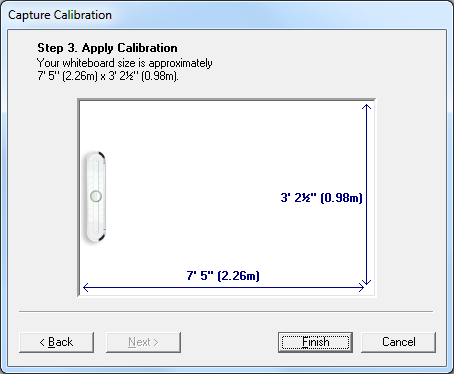 Capture Calibration
Step 3. Apply Calibration
Your whiteboard size is approximately
7' 5" (2.26m) x 3' 2½" (0.98m).
3' 2½" (0.98m)
7' 5" (2.26m)
< Back
Next >
Finish
Cancel